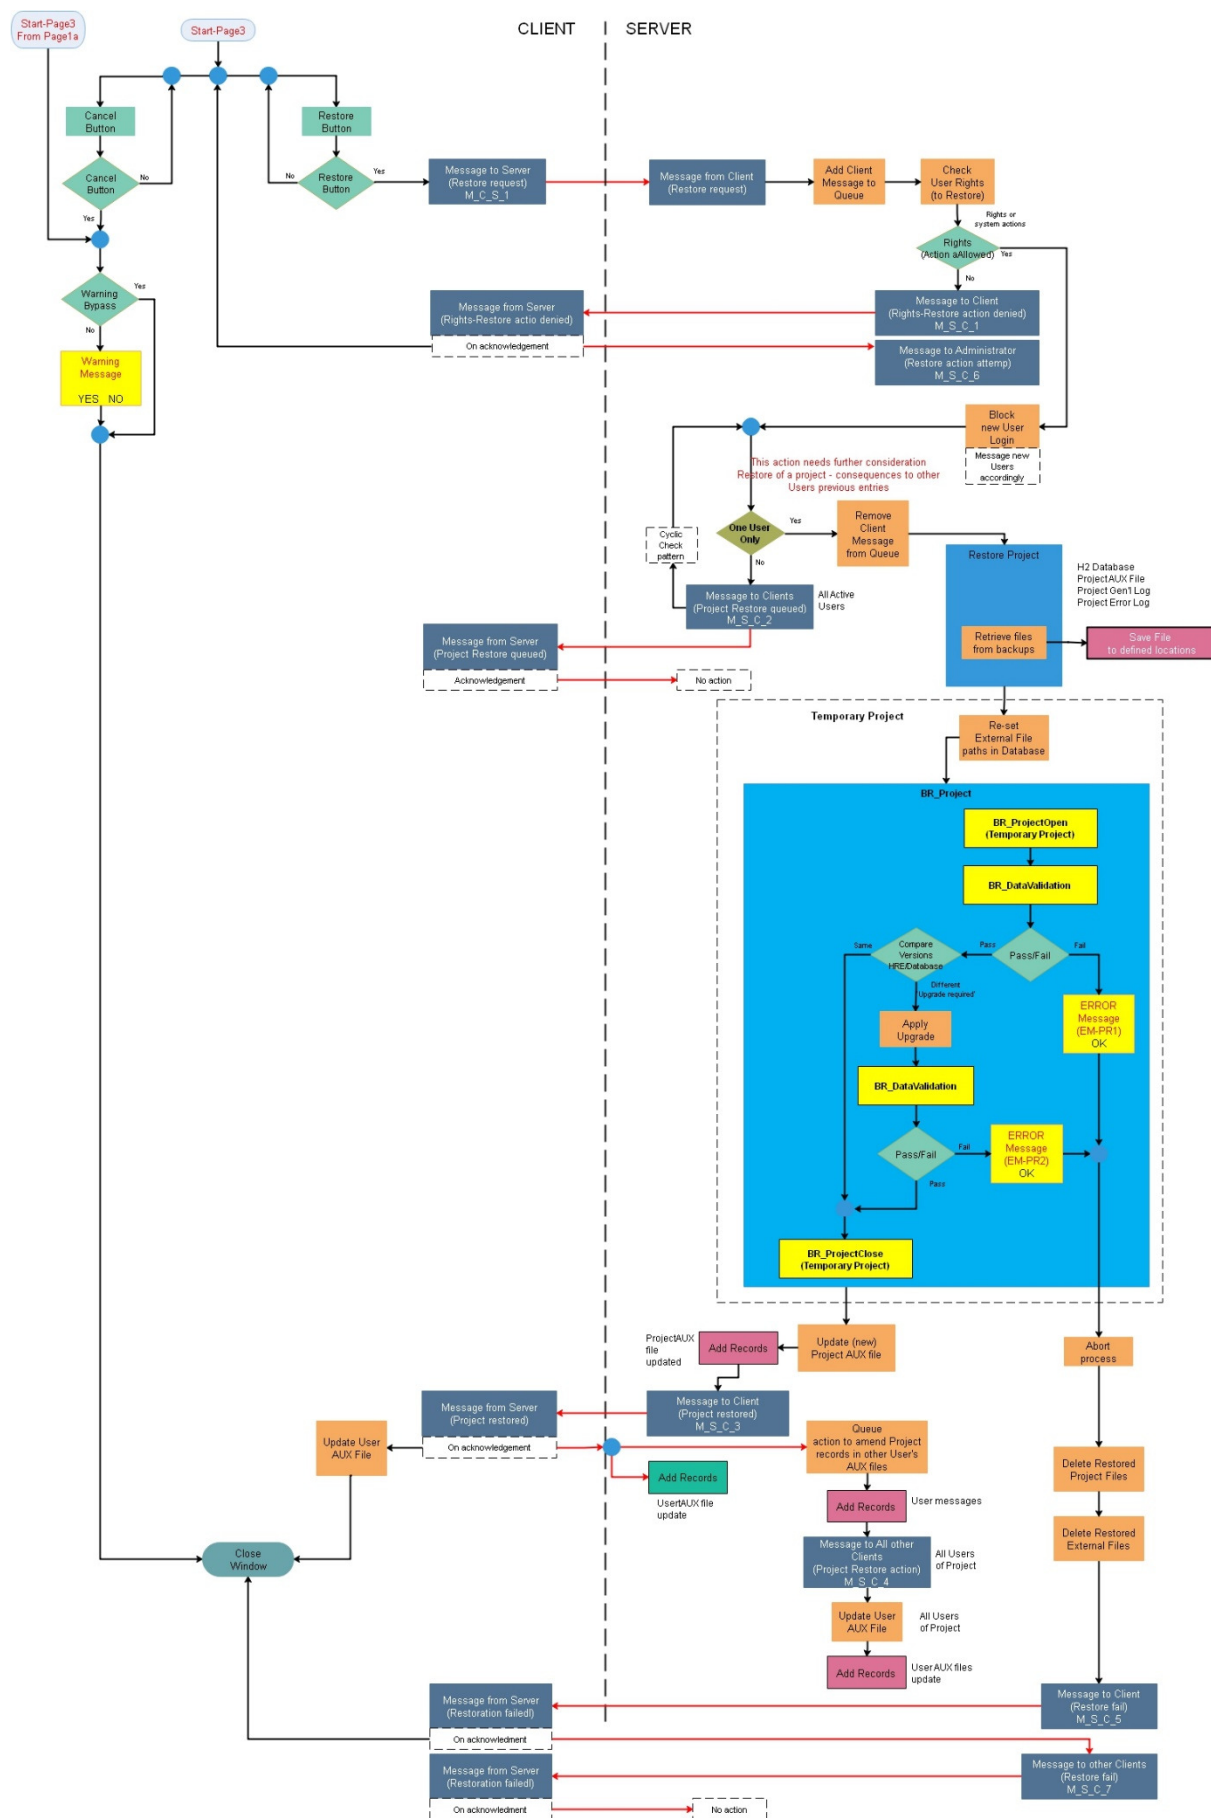 Start-Page3
From Page1a
Start-Page3
CLIENT
SERVER
Cancel
Button
Restore
Button
Cancel
Button
No
Yes
No
Restore
Button
Yes
Message to Server
(Restore request)
M_C_S_1
Message from Client
(Restore request)
Add Client
Message to
Queue
Check
User Rights
(to Restore)
Rights or
system actions
Rights
(Action aAllowed)
Yes
No
Warning
Bypass
Yes
No
Warning
Message
YES NO
Message from Server
(Rights-Restore actio denied)
On acknowledgement
Message to Client
(Rights-Restore action denied)
M_S_C_1
Message to Administrator
(Restore action attemp)
M_S_C_6
Block
new User
Login
Message new
Users
accordingly
This action needs further consideration
Restore of a project - consequences to other
Users previous entries
Cyclic
Check
pattern
One User
Only
Yes
No
Remove
Client
Message
from Queue
Restore Project
H2 Database
ProjectAUX File
Project Gen'l Log
Project Error Log
Message to Clients
(Project Restore queued)
M_S_C_2
All Active
Users
Retrieve files
from backups
Save File
to defined locations
Message from Server
(Project Restore queued)
Acknowledgement
No action
Temporary Project
Re-set
External File
paths in Database
BR_Project
BR_ProjectOpen
(Temporary Project)
BR_DataValidation
Same
Compare
Versions
HRE/Database
Pass
Pass/Fail
Fail
Different
'Upgrade required'
Apply
Upgrade
ERROR
Message
(EM-PR1)
OK
BR_DataValidation
Pass/Fail
Fail
Pass
ERROR
Message
(EM-PR2)
OK
BR_ProjectClose
(Temporary Project)
ProjectAUX
file
updated
Add Records
Update (new)
Project AUX file
Abort
process
Message from Server
(Project restored)
On acknowledgement
Message to Client
(Project restored)
M_S_C_3
Update User
AUX File
Queue
action to amend Project
records in other User's
AUX files
Add Records
UsertAUX file
update
Delete Restored
Project Files
Add Records
User messages
Delete Restored
External Files
Close
Window
Message to All other
Clients
(Project Restore action)
M_S_C_4
All Users
of Project
Update User
AUX File
All Users
of Project
Add Records
UserAUX files
update
Message from Server
(Restoration failedl)
On acknowledment
Message to Client
(Restore fail)
M_S_C_5
Message from Server
(Restoration failedl)
On acknowledment
No action
Message to other Clients
(Restore fail)
M_S_C_7